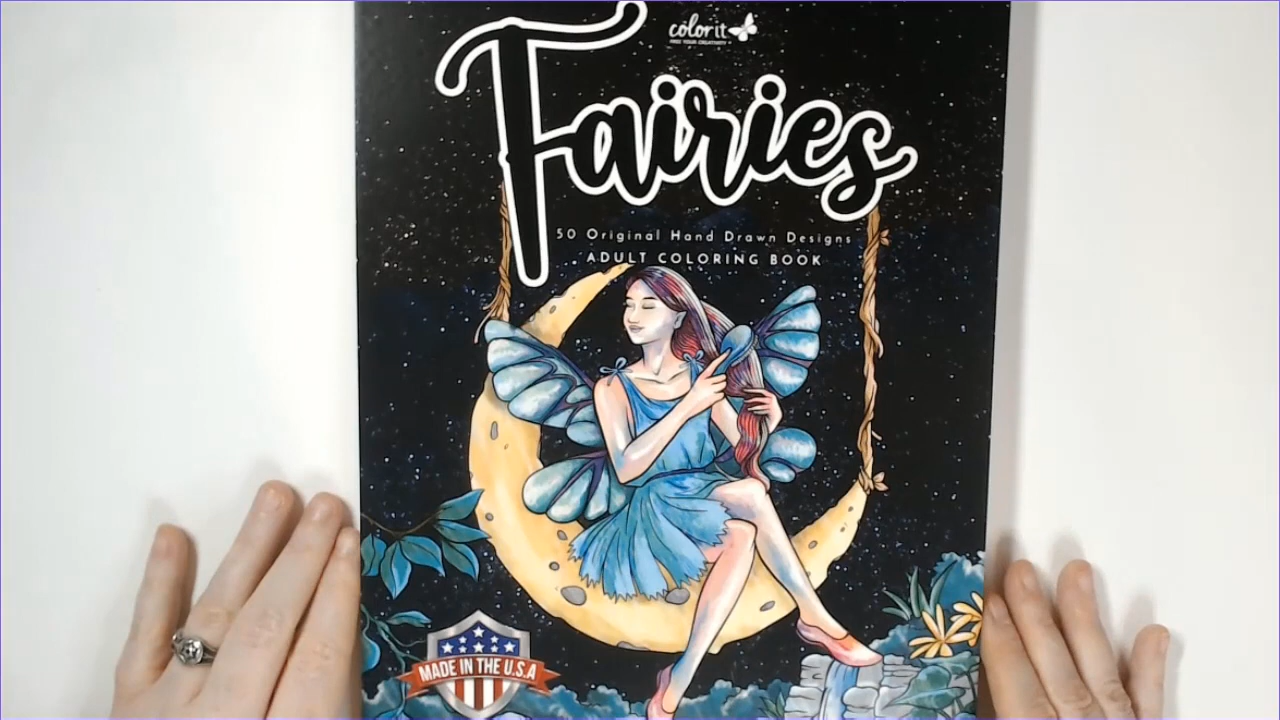 colorit
FREE YOUR CREATIVITY
Fairies
50 Original Hand Drawn Designs
ADULT COLORING BOOK
MADE IN THE U.S.A